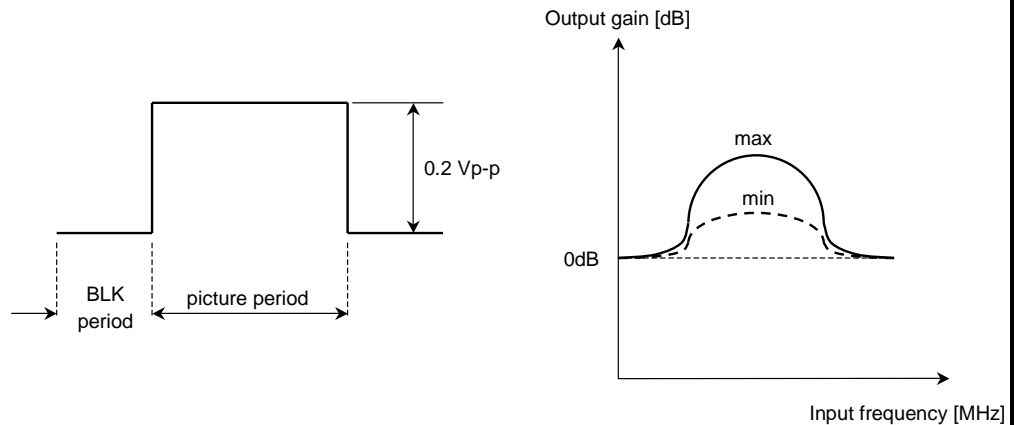 Output gain [dB]
0.2 Vp-p
BLK
period
picture period
max
min
0dB
Input frequency [MHz]